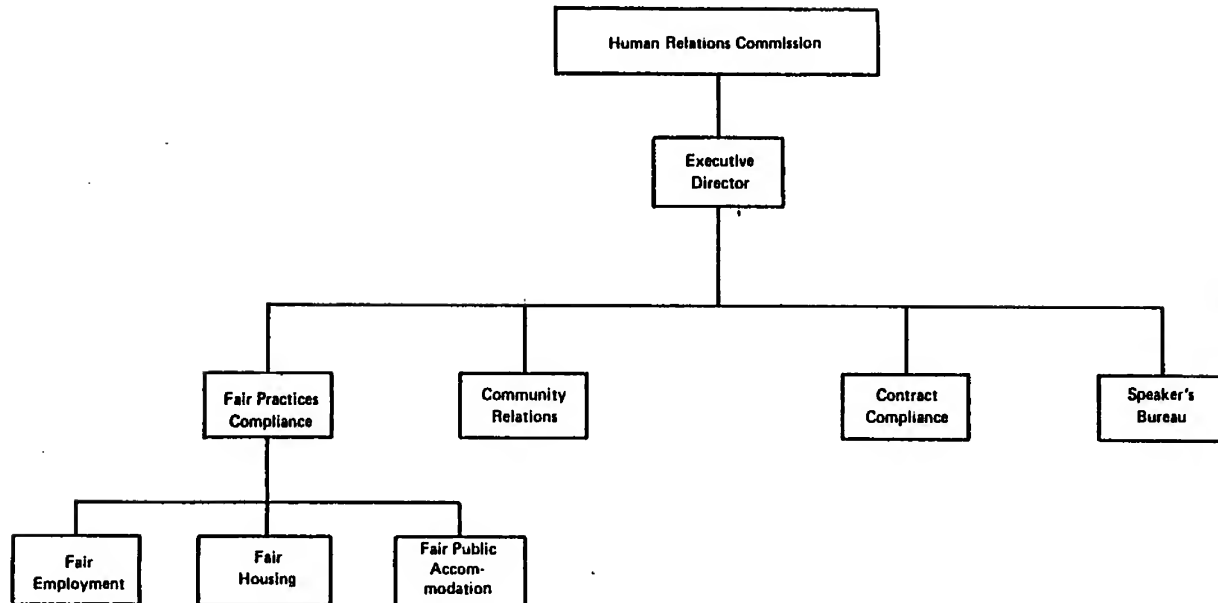 Human Relations Commission
Executive
Director
Fair Practices
Compliance
Community
Relations
Contract
Compliance
Speaker's
Bureau
Fair
Employment
Fair
Housing
Fair Public
Accom-
modation